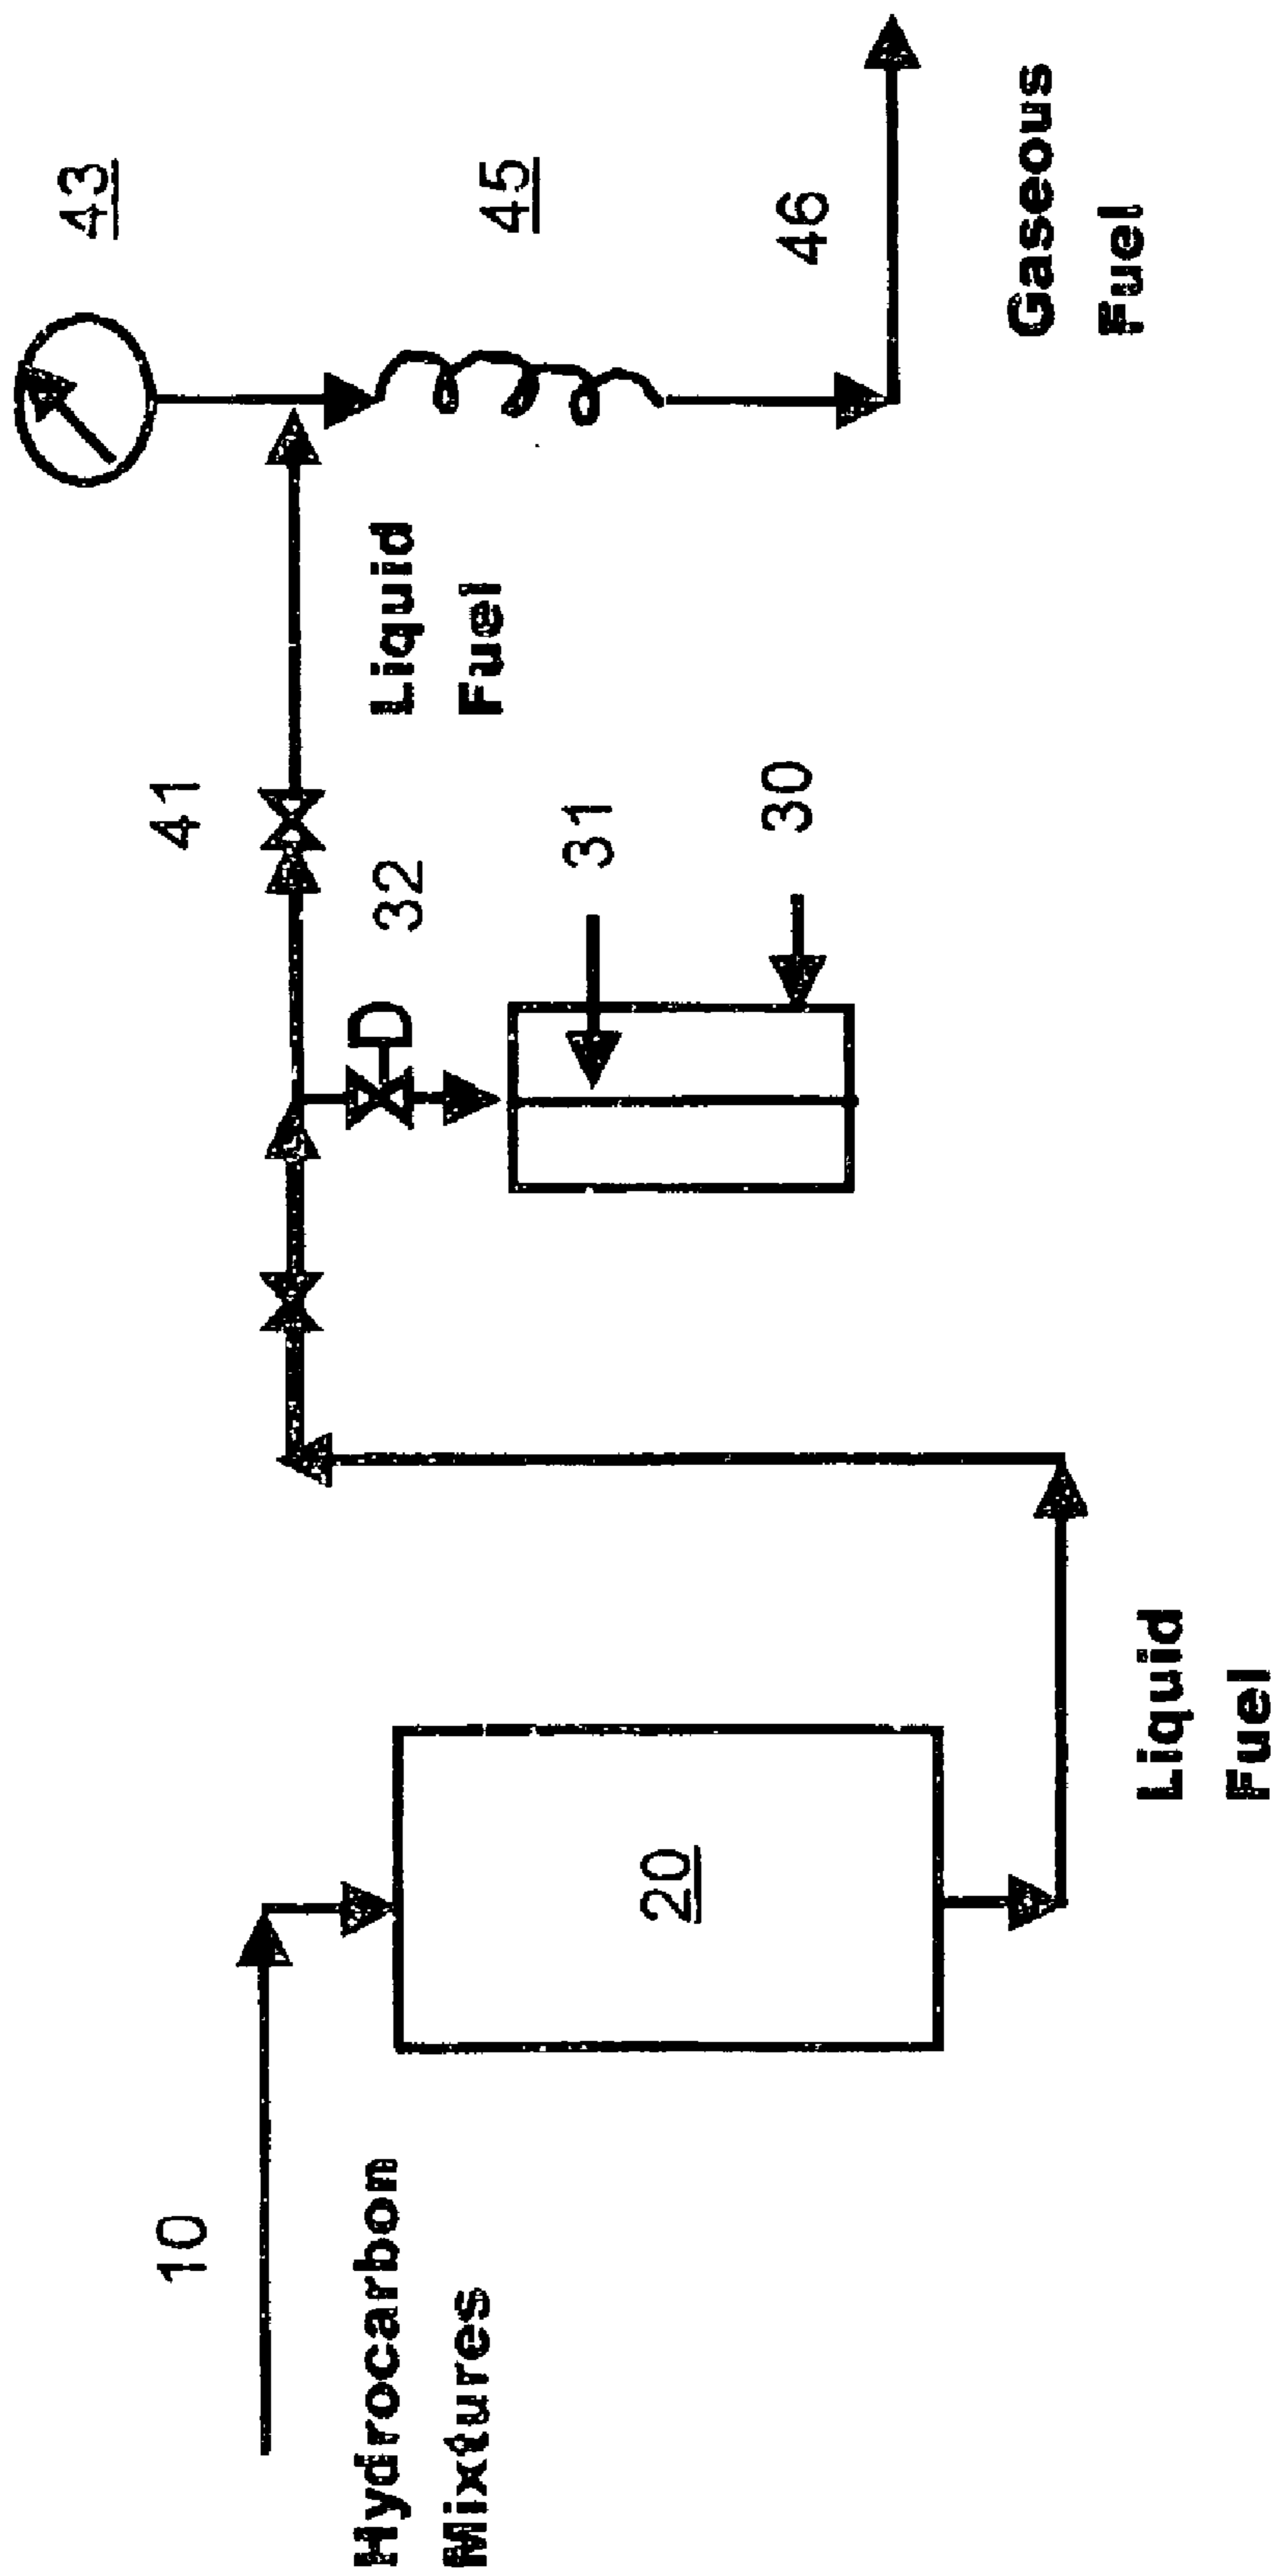 10
Hydrocarbon
Mixtures
20
Liquid
Fuel
41
32
31
30
Liquid
Fuel
43
45
46
Gaseous
Fuel